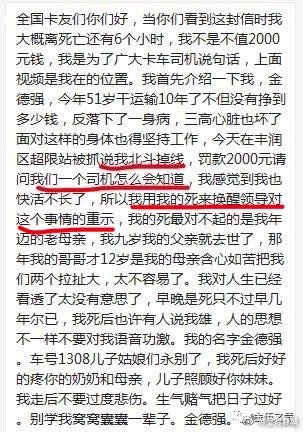 全国卡友们你们好，当你们看到这封信时我
大概离死亡还有6个小时，我不是不值2000
元钱，我是为了广大卡车司机说句话，上面
视频是我在的位置。我首先介绍一下我，金
德强，今年51岁干运输10年了不但没有挣到
多少钱，反落下了一身病，三高心脏也坏了
面对这样的身体也得坚持工作，今天在丰润
区超限站被抓说我北斗掉线，罚款2000元请
问我们一个司机怎么会知道，我感觉到我也
快活不长了，所以我用我的死来换醒领导对
这个事情的重示，我的死最对不起的是我年
迈的老母亲，我九岁我的父亲就去世了，那
年我的哥哥才12岁是我的母亲含心如苦把我
们两个拉扯大，太不容易了。我对人生已经
看透了太没有意思了，早晚是死只不过早几
年尔已，我死后也许有人说我雄，人的思想
不一样不要对我语音功激。我的名字金德
强。车号1308儿子姑娘们永别了，我死后好好
的疼你的奶奶和母亲，儿子照顾好你妹妹。
我走后不要过度悲伤。生气赌气把日子过好
。别学我窝窝囊囊一辈子。金德强。